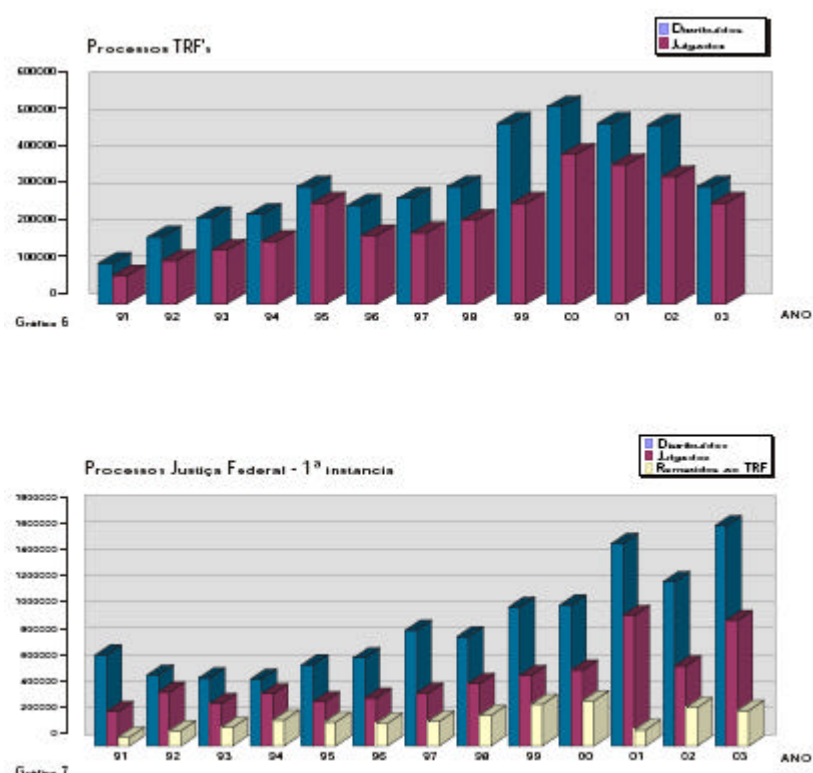 Processos TRF's
Distribuídos
Julgados
600000
500000
400000
300000
200000
100000
0
91 92 93 94 95 96 97 98 99 00 01 02 03 ANO
Gráfico 6
Processos Justiça Federal - 1ª instancia
Distribuídos
Julgados
Remetidos ao TRF
1800000
1600000
1400000
1200000
1000000
800000
600000
400000
200000
0
91 92 93 94 95 96 97 98 99 00 01 02 03 ANO
Gráfico 7